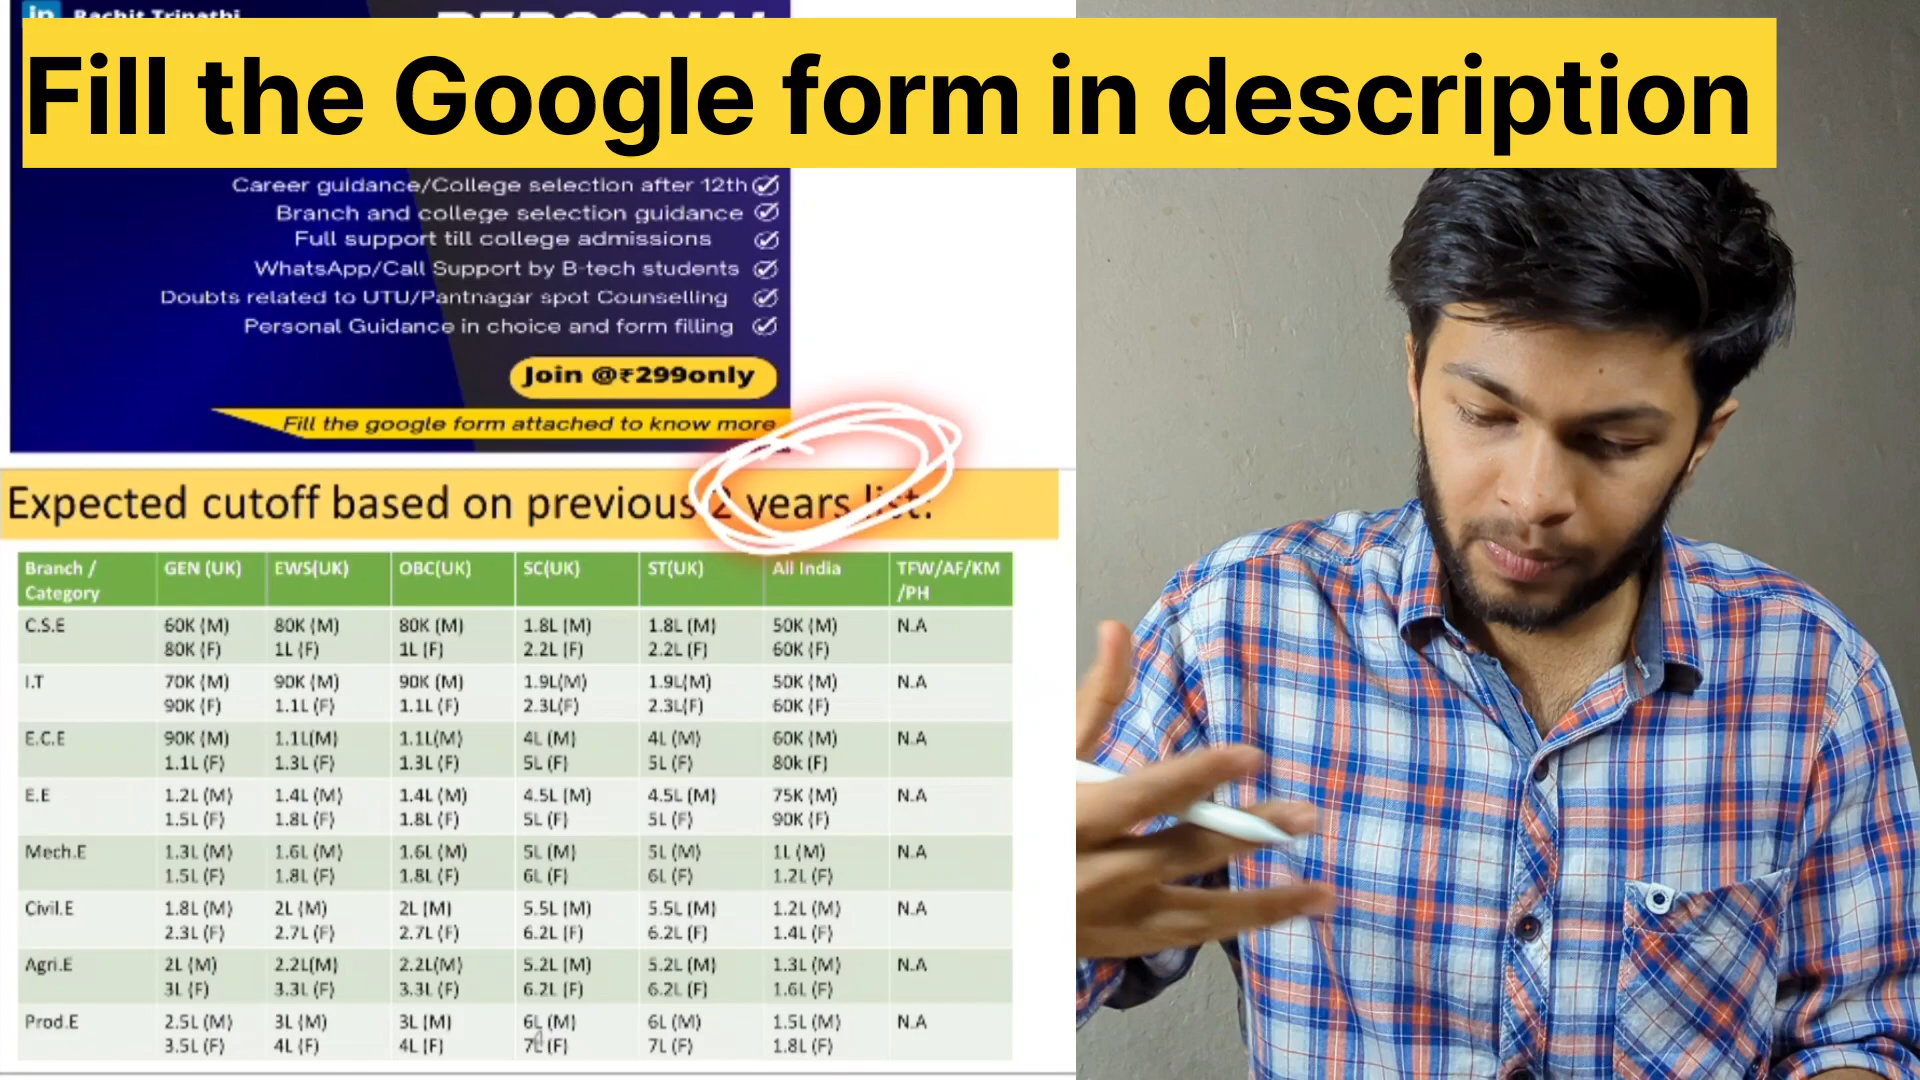 in Rachit Tripathi
PERSONAL
Fill the Google form in description
Career guidance/College selection after 12th
Branch and college selection guidance
Full support till college admissions
WhatsApp/Call Support by B-tech students
Doubts related to UTU/Pantnagar spot Counselling
Personal Guidance in choice and form filling
Join @₹299only
Fill the google form attached to know more
Expected cutoff based on previous 2 years list:
Branch / Category GEN (UK) EWS(UK) OBC(UK) SC(UK) ST(UK) All India TFW/AF/KM /PH
C.S.E 60K (M) 80K (M) 80K (M) 1.8L (M) 1.8L (M) 50K (M) N.A
80K (F) 1L (F) 1L (F) 2.2L (F) 2.2L (F) 60K (F)
I.T 70K (M) 90K (M) 90K (M) 1.9L(M) 1.9L(M) 50K (M) N.A
90K (F) 1.1L (F) 1.1L (F) 2.3L(F) 2.3L(F) 60K (F)
E.C.E 90K (M) 1.1L(M) 1.1L(M) 4L (M) 4L (M) 60K (M) N.A
1.1L (F) 1.3L (F) 1.3L (F) 5L (F) 5L (F) 80k (F)
E.E 1.2L (M) 1.4L (M) 1.4L (M) 4.5L (M) 4.5L (M) 75K (M) N.A
1.5L (F) 1.8L (F) 1.8L (F) 5L (F) 5L (F) 90K (F)
Mech.E 1.3L (M) 1.6L (M) 1.6L (M) 5L (M) 5L (M) 1L (M) N.A
1.5L (F) 1.8L (F) 1.8L (F) 6L (F) 6L (F) 1.2L (F)
Civil.E 1.8L (M) 2L (M) 2L (M) 5.5L (M) 5.5L (M) 1.2L (M) N.A
2.3L (F) 2.7L (F) 2.7L (F) 6.2L (F) 6.2L (F) 1.4L (F)
Agri.E 2L (M) 2.2L(M) 2.2L(M) 5.2L (M) 5.2L (M) 1.3L (M) N.A
3L (F) 3.3L (F) 3.3L (F) 6.2L (F) 6.2L (F) 1.6L (F)
Prod.E 2.5L (M) 3L (M) 3L (M) 6L (M) 6L (M) 1.5L (M) N.A
3.5L (F) 4L (F) 4L (F) 7L (F) 7L (F) 1.8L (F)